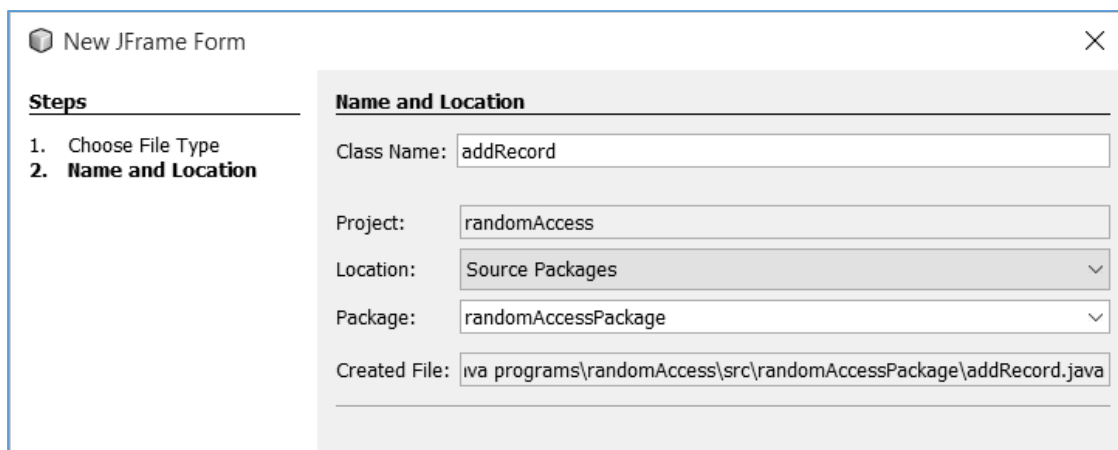 New JFrame Form
Steps
1. Choose File Type
2. Name and Location
Name and Location
Class Name: addRecord
Project: randomAccess
Location: Source Packages
Package: randomAccessPackage
Created File: programs\randomAccess\src\randomAccessPackage\addRecord.java